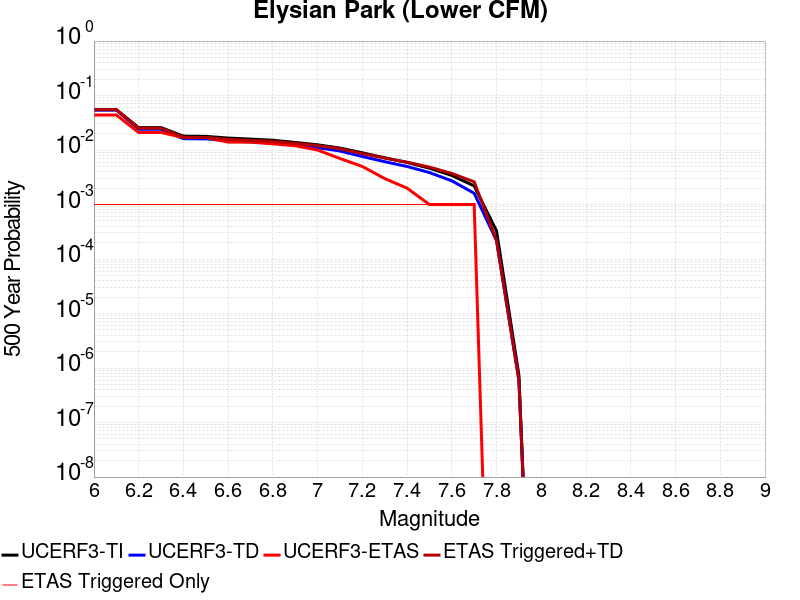 Elysian Park (Lower CFM)
10^0
10^-1
10^-2
10^-3
10^-4
10^-5
10^-6
10^-7
10^-8
500 Year Probability
6 6.2 6.4 6.6 6.8 7 7.2 7.4 7.6 7.8 8 8.2 8.4 8.6 8.8 9
Magnitude
UCERF3-TI UCERF3-TD UCERF3-ETAS ETAS Triggered+TD
ETAS Triggered Only